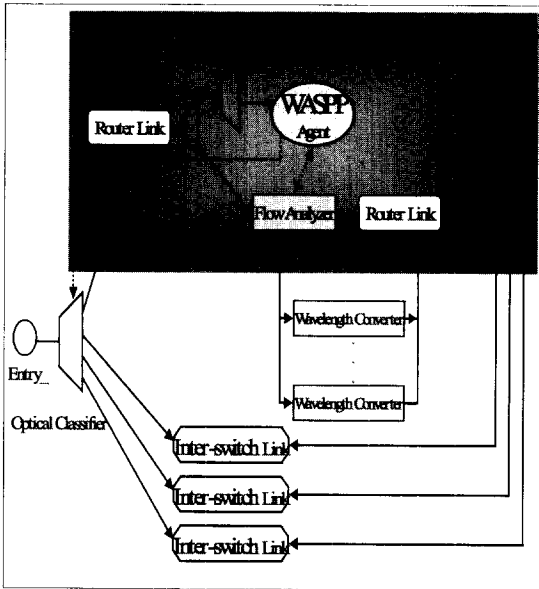 WASPP
Agent
Router Link
Flow Analyzer
Router Link
Wavelength Converter
Wavelength Converter
Entry_
Optical Classifier
Inter-switch Link
Inter-switch Link
Inter-switch Link